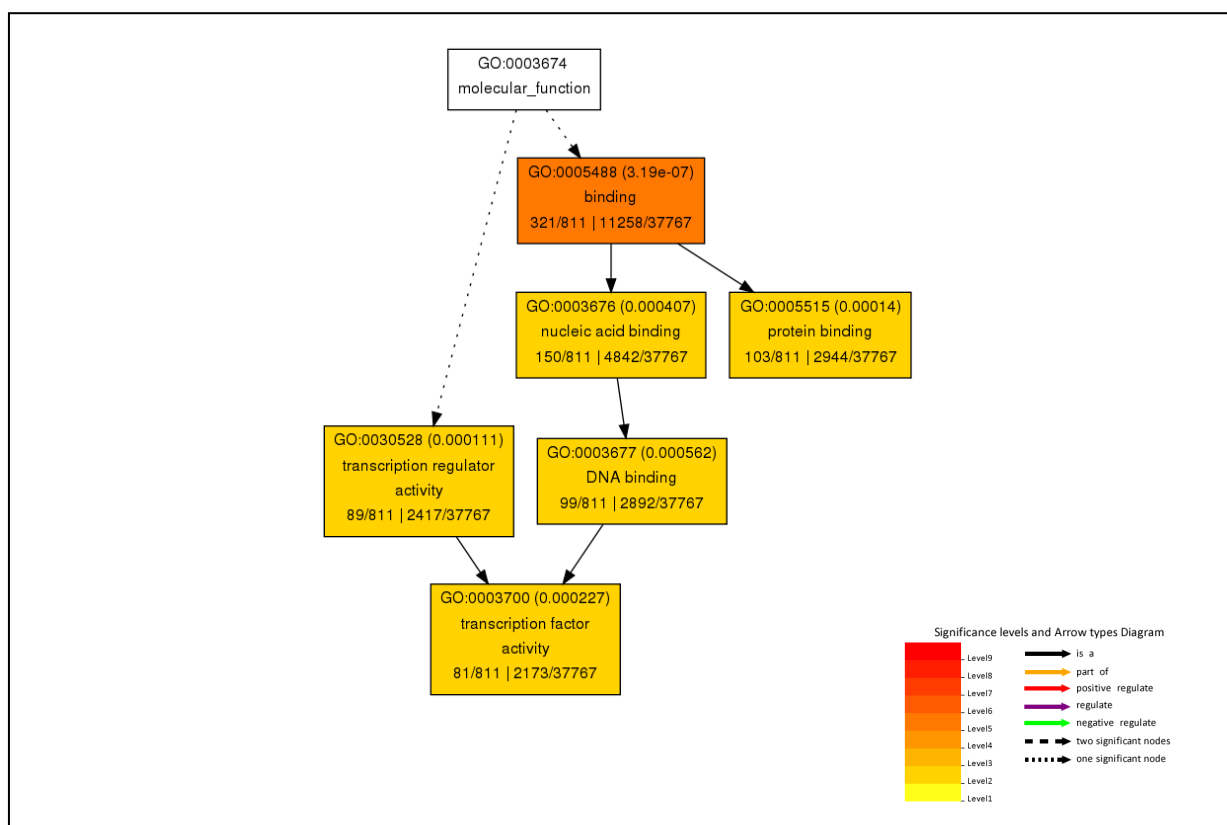 GO:0003674
molecular_function
GO:0005488 (3.19e-07)
binding
321/811 | 11258/37767
GO:0003676 (0.000407)
nucleic acid binding
150/811 | 4842/37767
GO:0005515 (0.00014)
protein binding
103/811 | 2944/37767
GO:0030528 (0.000111)
transcription regulator
activity
89/811 | 2417/37767
GO:0003677 (0.000562)
DNA binding
99/811 | 2892/37767
GO:0003700 (0.000227)
transcription factor
activity
81/811 | 2173/37767
Significance levels and Arrow types Diagram
Level9
Level8
Level7
Level6
Level5
Level4
Level3
Level2
Level1
is a
part of
positive regulate
regulate
negative regulate
two significant nodes
one significant node